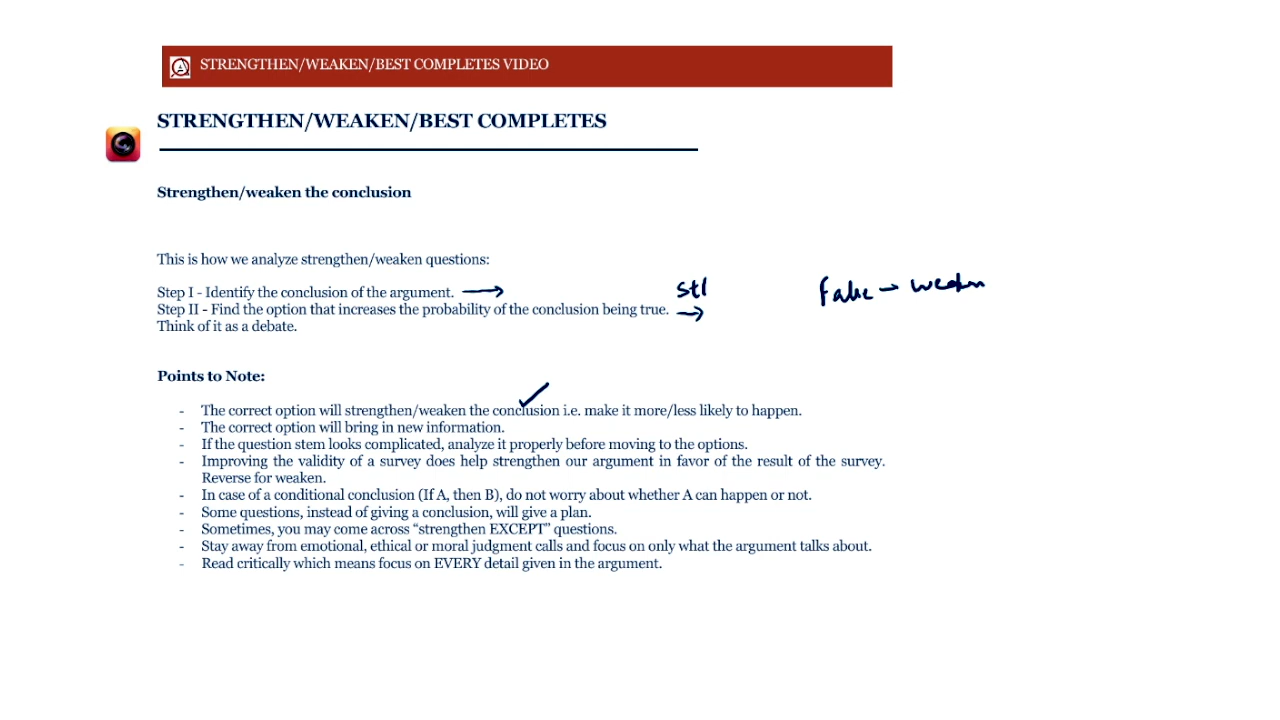 STRENGTHEN/WEAKEN/BEST COMPLETES VIDEO
STRENGTHEN/WEAKEN/BEST COMPLETES
Strengthen/weaken the conclusion
This is how we analyze strengthen/weaken questions:
Step I - Identify the conclusion of the argument.
Step II - Find the option that increases the probability of the conclusion being true.
Think of it as a debate.
Points to Note:
- The correct option will strengthen/weaken the conclusion i.e. make it more/less likely to happen.
- The correct option will bring in new information.
- If the question stem looks complicated, analyze it properly before moving to the options.
- Improving the validity of a survey does help strengthen our argument in favor of the result of the survey.
Reverse for weaken.
- In case of a conditional conclusion (If A, then B), do not worry about whether A can happen or not.
- Some questions, instead of giving a conclusion, will give a plan.
- Sometimes, you may come across “strengthen EXCEPT” questions.
- Stay away from emotional, ethical or moral judgment calls and focus on only what the argument talks about.
- Read critically which means focus on EVERY detail given in the argument.